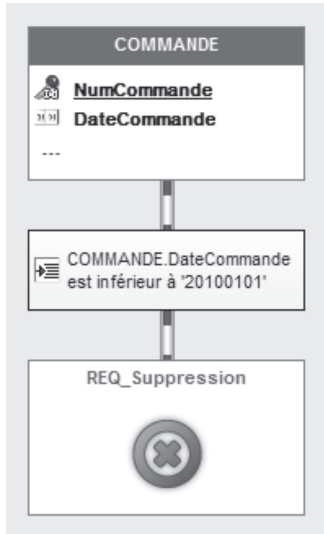 COMMANDE
NumCommande
DateCommande
---
COMMANDE.DateCommande
est inférieur à '20100101'
REQ_Suppression